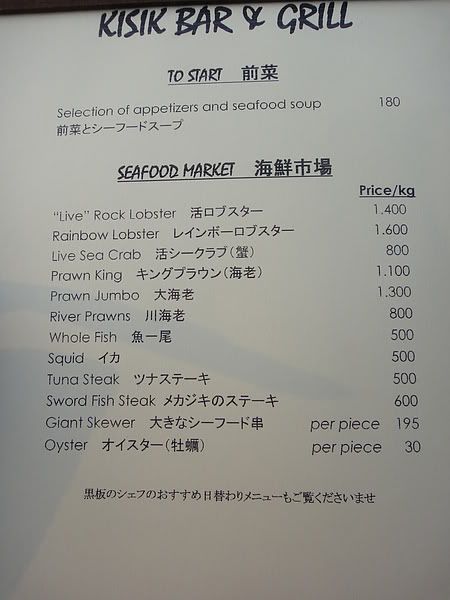 KISIK BAR & GRILL
TO START 前菜
Selection of appetizers and seafood soup 180
前菜とシーフードスープ
SEAFOOD MARKET 海鮮市場
Price/kg
“Live” Rock Lobster 活ロブスター 1.400
Rainbow Lobster レインボーロブスター 1.600
Live Sea Crab 活シークラブ（蟹） 800
Prawn King キングプラウン（海老） 1.100
Prawn Jumbo 大海老 1.300
River Prawns 川海老 800
Whole Fish 魚一尾 500
Squid イカ 500
Tuna Steak ツナステーキ 500
Sword Fish Steak メカジキのステーキ 600
Giant Skewer 大きなシーフード串 per piece 195
Oyster オイスター（牡蠣） per piece 30
黒板のシェフのおすすめ日替わりメニューもご覧くださいませ